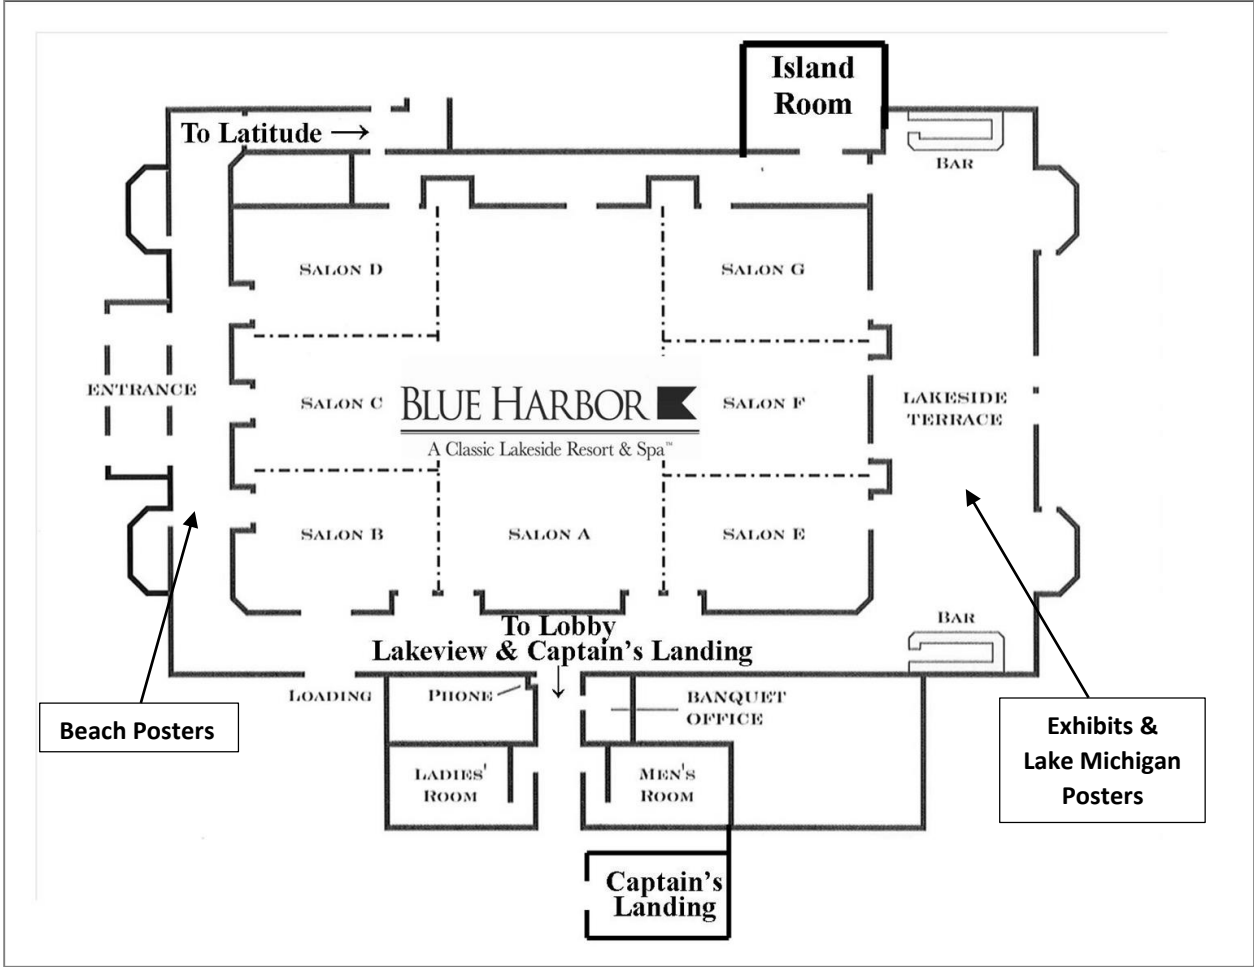 Island
Room
To Latitude →
BAR
SALON D
SALON G
ENTRANCE
SALON C
BLUE HARBOR
A Classic Lakeside Resort & Spa™
SALON F
LAKESIDE
TERRACE
SALON B
SALON A
SALON E
BAR
To Lobby
Lakeview & Captain's Landing
LOADING
PHONE
BANQUET
OFFICE
Beach Posters
Exhibits &
Lake Michigan
Posters
LADIES'
ROOM
MEN'S
ROOM
Captain's
Landing